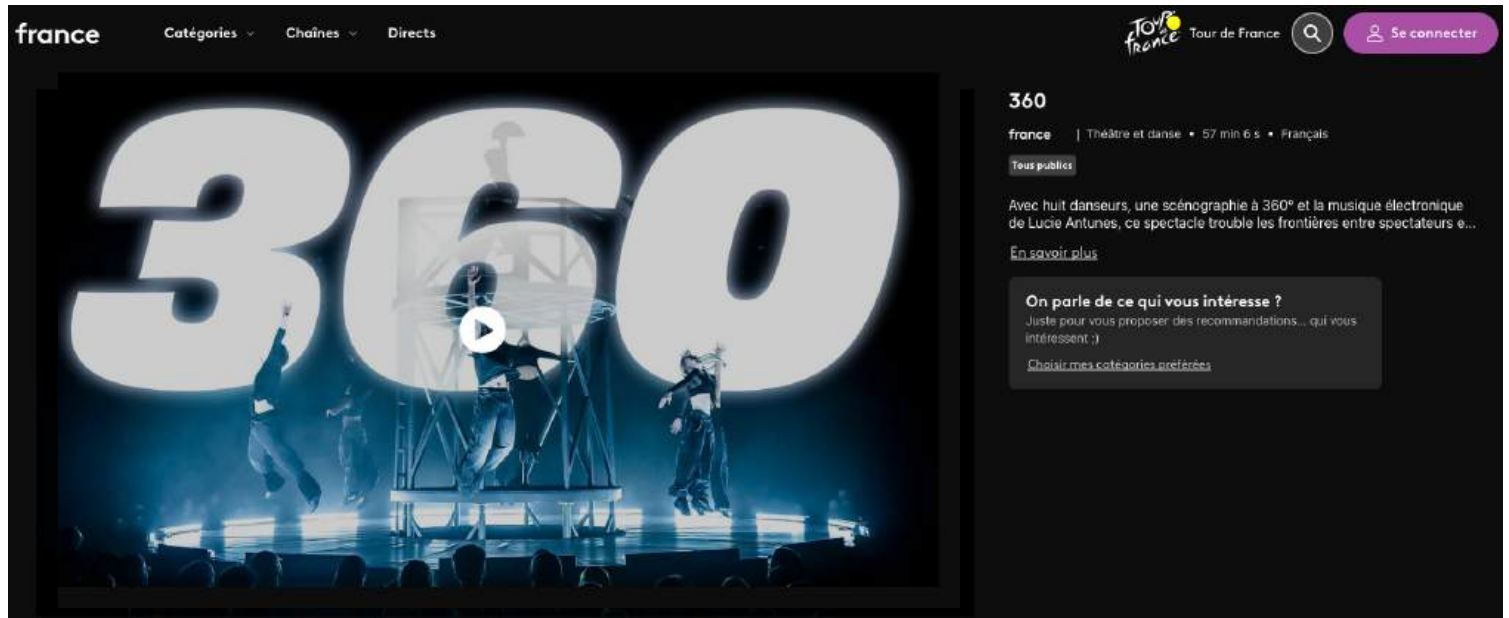 france
Catégories
Chaînes
Directs
Tour de France
Tour de France
Se connecter
360
360
france | Théâtre et danse • 57 min 6 s • Français
Tous publics
Avec huit danseurs, une scénographie à 360° et la musique électronique
de Lucie Antunes, ce spectacle trouble les frontières entre spectateurs e...
En savoir plus
On parle de ce qui vous intéresse ?
Juste pour vous proposer des recommandations... qui vous
intéressent ;)
Choisir mes catégories préférées